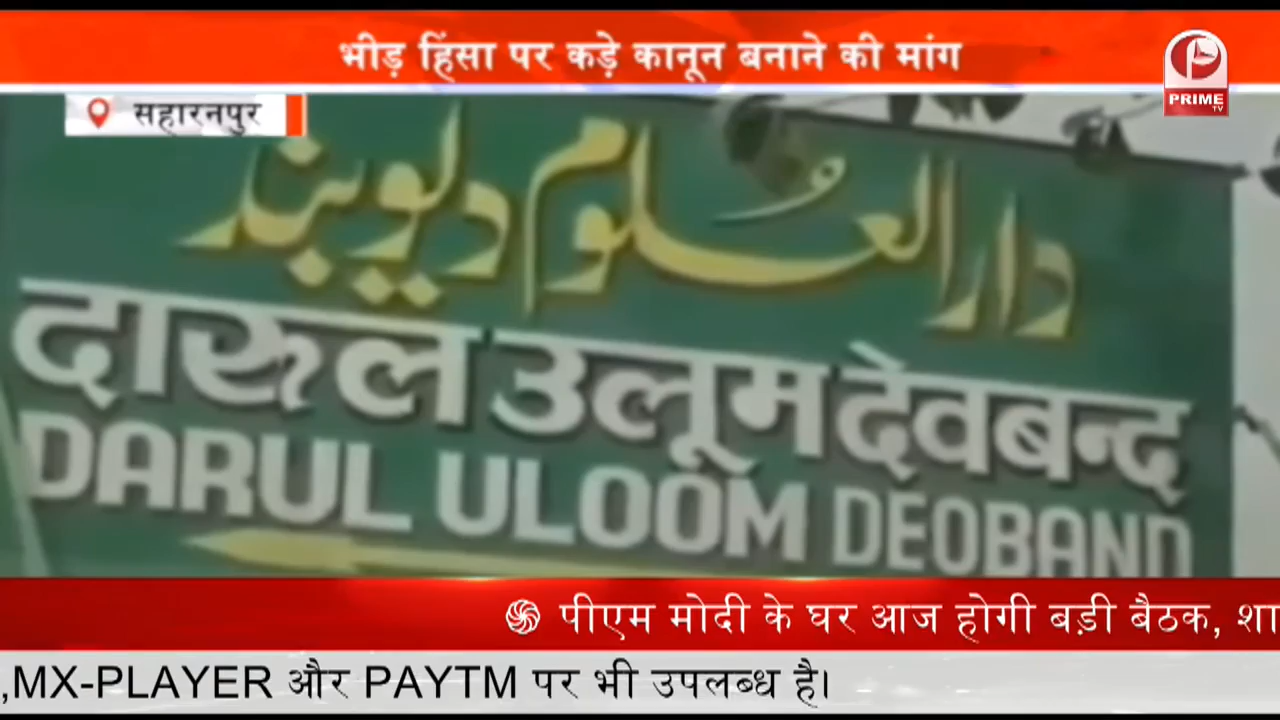 भीड़ हिंसा पर कड़े कानून बनाने की मांग
PRIME
TV
सहारनपुर
دارالعلوم دیوبند
दारूल उलूम देवबन्द
DARUL ULOOM DEOBAND
पीएम मोदी के घर आज होगी बड़ी बैठक, शा
,MX-PLAYER और PAYTM पर भी उपलब्ध है।